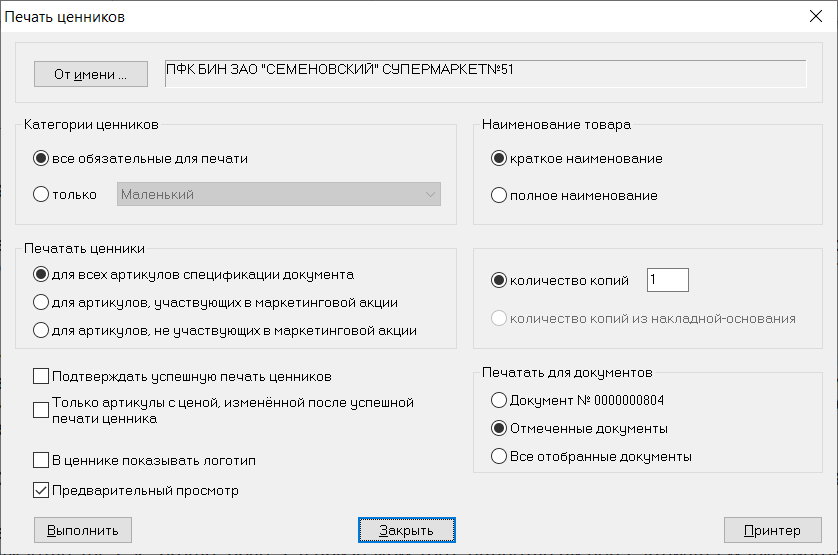 Печать ценников
От имени ...
ПФК БИН ЗАО "СЕМЕНОВСКИЙ" СУПЕРМАРКЕТ№51
Категории ценников
все обязательные для печати
только
Маленький
Наименование товара
краткое наименование
полное наименование
Печатать ценники
для всех артикулов спецификации документа
для артикулов, участвующих в маркетинговой акции
для артикулов, не участвующих в маркетинговой акции
количество копий
1
количество копий из накладной-основания
Подтверждать успешную печать ценников
Только артикулы с ценой, изменённой после успешной
печати ценника
В ценнике показывать логотип
Предварительный просмотр
Печатать для документов
Документ № 0000000804
Отмеченные документы
Все отобранные документы
Выполнить
Закрыть
Принтер